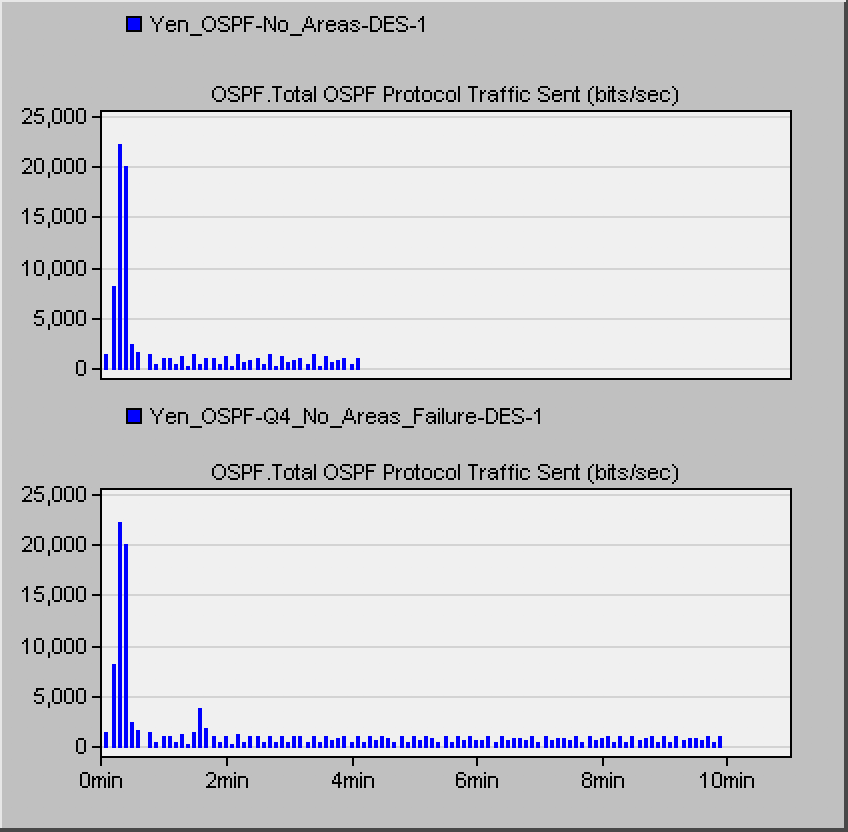 Yen_OSPF-No_Areas-DES-1
OSPF.Total OSPF Protocol Traffic Sent (bits/sec)
25,000
20,000
15,000
10,000
5,000
0
Yen_OSPF-Q4_No_Areas_Failure-DES-1
OSPF.Total OSPF Protocol Traffic Sent (bits/sec)
25,000
20,000
15,000
10,000
5,000
0
0min 2min 4min 6min 8min 10min